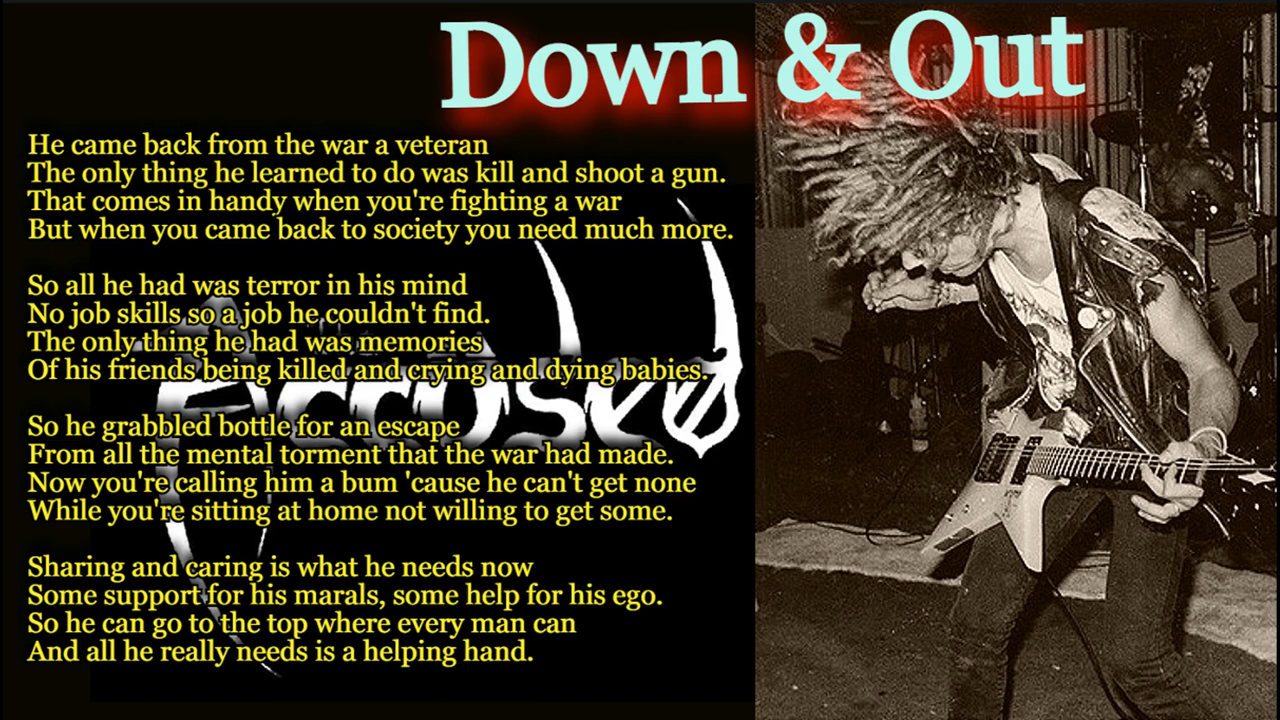 Down & Out
He came back from the war a veteran
The only thing he learned to do was kill and shoot a gun.
That comes in handy when you're fighting a war
But when you came back to society you need much more.
So all he had was terror in his mind
No job skills so a job he couldn't find.
The only thing he had was memories
Of his friends being killed and crying and dying babies.
So he grabbled bottle for an escape
From all the mental torment that the war had made.
Now you're calling him a bum 'cause he can't get none
While you're sitting at home not willing to get some.
Sharing and caring is what he needs now
Some support for his marals, some help for his ego.
So he can go to the top where every man can
And all he really needs is a helping hand.
Accused